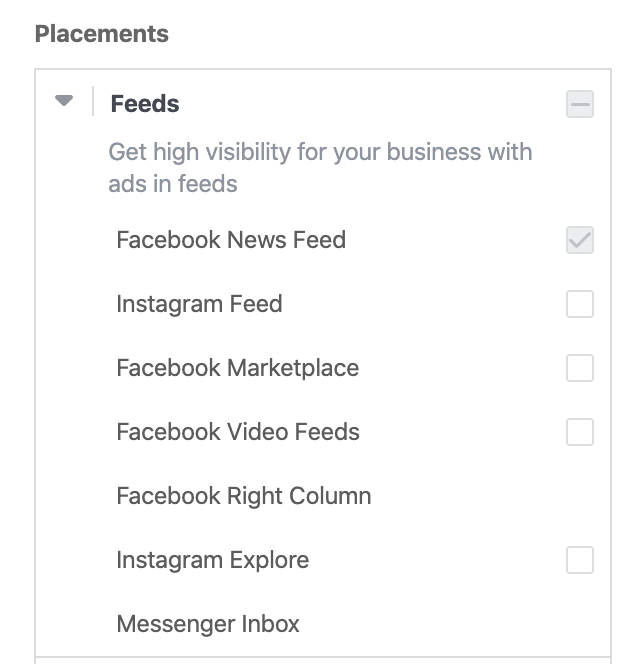 Placements
Feeds
Get high visibility for your business with
ads in feeds
Facebook News Feed
Instagram Feed
Facebook Marketplace
Facebook Video Feeds
Facebook Right Column
Instagram Explore
Messenger Inbox